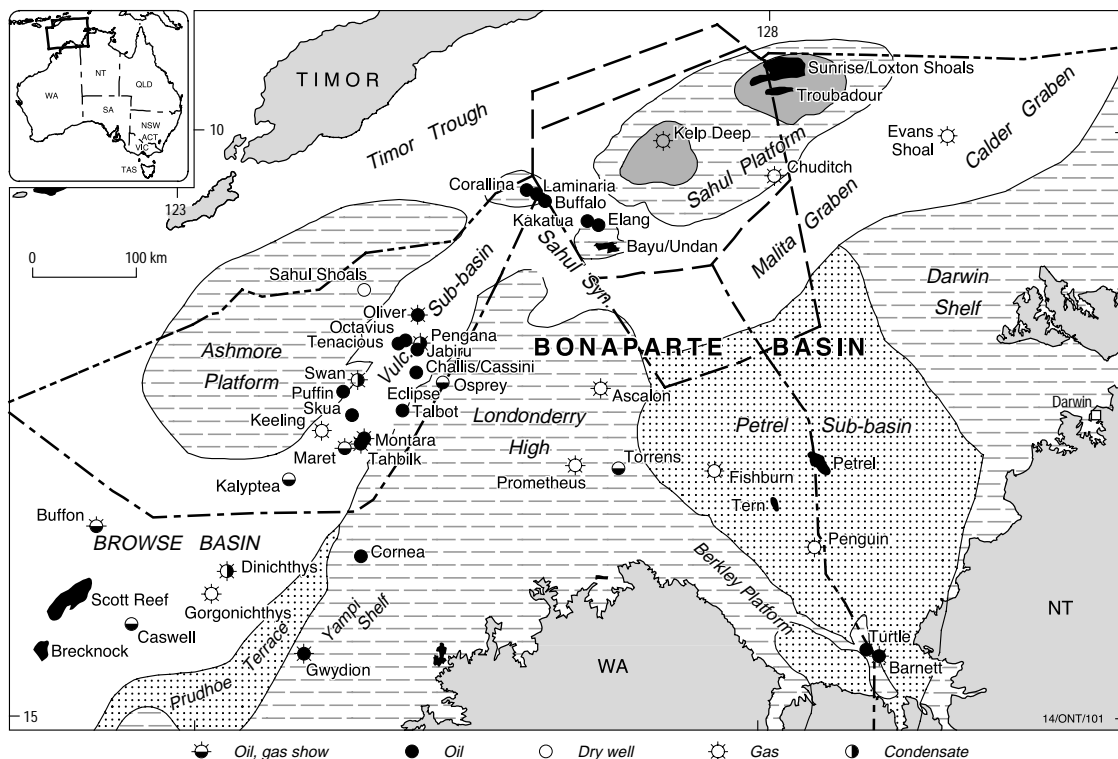 128
TIMOR
NT
QLD
WA
SA
NSW
ACT
VIC
TAS
Sunrise/Loxton Shoals
Troubadour
10
Timor Trough
Kelp Deep
Evans
Shoal
Calder Graben
Sahul Platform
Chuditch
123
Corallina
Laminaria
Buffalo
Kakatua
Elang
Bayu/Undan
Malita Graben
0
100 km
Sahul Syn.
Sahul Shoals
Sub-basin
Darwin
Shelf
Oliver
Octavius
Tenacious
Pengana
Jabiru
BONAPARTE
BASIN
Vulcan
Ashmore
Platform
Challis/Cassini
Swan
Osprey
Puffin
Eclipse
Ascalon
Skua
Talbot
Londonderry
High
Darwin
Keeling
Petrel
Sub-basin
Montara
Tahbilk
Maret
Torrens
Petrel
Prometheus
Fishburn
Kalyptea
Tern
Buffon
BROWSE BASIN
Penguin
Cornea
Dinichthys
Berkley Platform
Scott Reef
Gorgonichthys
Yampi
Shelf
NT
Caswell
Prudhoe Terrace
Turtle
Brecknock
Gwydion
WA
Barnett
15
14/ONT/101
Oil, gas show
Oil
Dry well
Gas
Condensate